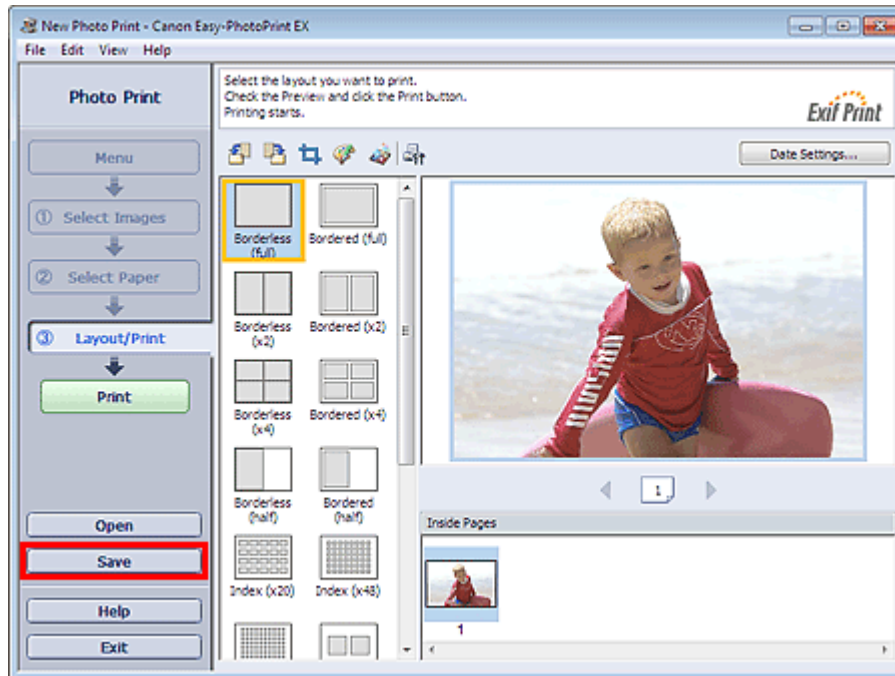 New Photo Print - Canon Easy-PhotoPrint EX
File Edit View Help
Photo Print
Select the layout you want to print.
Check the Preview and click the Print button.
Printing starts.
Exif Print
Menu
Date Settings...
① Select Images
② Select Paper
③ Layout/Print
Print
Open
Save
Help
Exit
Borderless
(full)
Bordered (full)
Borderless
(x2)
Bordered (x2)
Borderless
(x4)
Bordered (x4)
Borderless
(half)
Bordered
(half)
Index (x20)
Index (x48)
1
Inside Pages
1